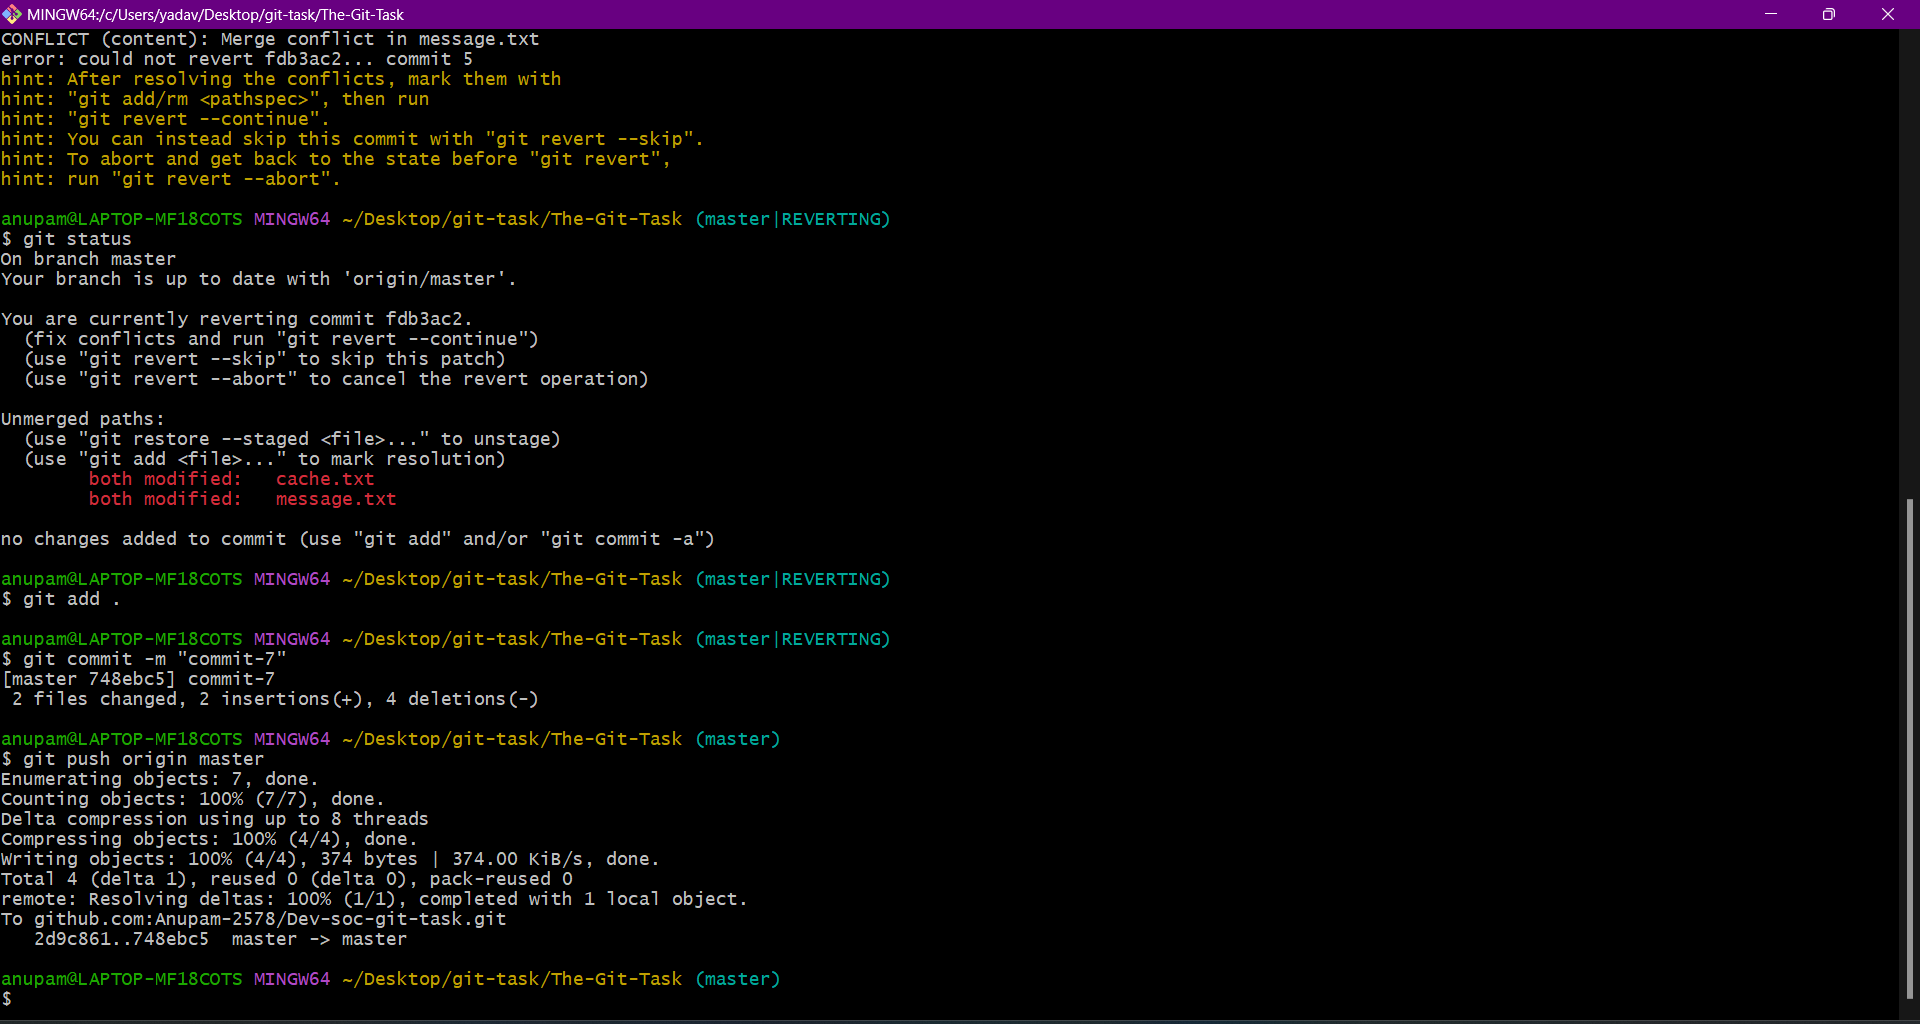 MINGW64:/c/Users/yadav/Desktop/git-task/The-Git-Task
CONFLICT (content): Merge conflict in message.txt
error: could not revert fdb3ac2... commit 5
hint: After resolving the conflicts, mark them with
hint: "git add/rm <pathspec>", then run
hint: "git revert --continue".
hint: You can instead skip this commit with "git revert --skip".
hint: To abort and get back to the state before "git revert",
hint: run "git revert --abort".
anupam@LAPTOP-MF18COTS MINGW64 ~/Desktop/git-task/The-Git-Task (master|REVERTING)
$ git status
On branch master
Your branch is up to date with 'origin/master'.
You are currently reverting commit fdb3ac2.
  (fix conflicts and run "git revert --continue")
  (use "git revert --skip" to skip this patch)
  (use "git revert --abort" to cancel the revert operation)
Unmerged paths:
  (use "git restore --staged <file>..." to unstage)
  (use "git add <file>..." to mark resolution)
        both modified:   cache.txt
        both modified:   message.txt
no changes added to commit (use "git add" and/or "git commit -a")
anupam@LAPTOP-MF18COTS MINGW64 ~/Desktop/git-task/The-Git-Task (master|REVERTING)
$ git add .
anupam@LAPTOP-MF18COTS MINGW64 ~/Desktop/git-task/The-Git-Task (master|REVERTING)
$ git commit -m "commit-7"
[master 748ebc5] commit-7
 2 files changed, 2 insertions(+), 4 deletions(-)
anupam@LAPTOP-MF18COTS MINGW64 ~/Desktop/git-task/The-Git-Task (master)
$ git push origin master
Enumerating objects: 7, done.
Counting objects: 100% (7/7), done.
Delta compression using up to 8 threads
Compressing objects: 100% (4/4), done.
Writing objects: 100% (4/4), 374 bytes | 374.00 KiB/s, done.
Total 4 (delta 1), reused 0 (delta 0), pack-reused 0
remote: Resolving deltas: 100% (1/1), completed with 1 local object.
To github.com:Anupam-2578/Dev-soc-git-task.git
   2d9c861..748ebc5  master -> master
anupam@LAPTOP-MF18COTS MINGW64 ~/Desktop/git-task/The-Git-Task (master)
$